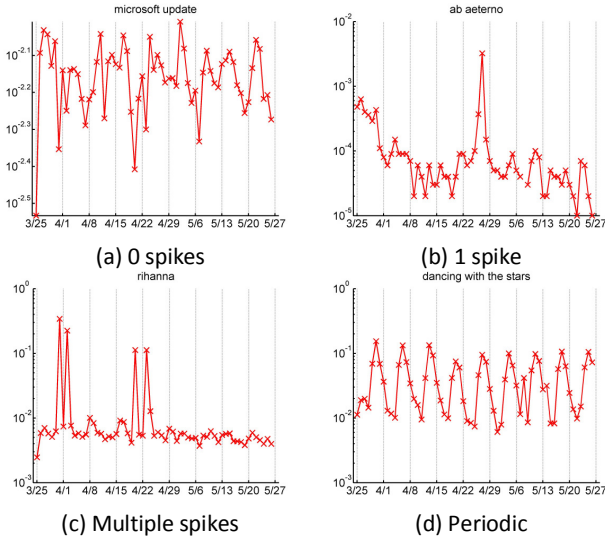 microsoft update
10^-2.1
10^-2.2
10^-2.3
10^-2.4
10^-2.5
3/25 4/1 4/8 4/15 4/22 4/29 5/6 5/13 5/20 5/27
(a) 0 spikes
ab aeterno
10^-2
10^-3
10^-4
10^-5
3/25 4/1 4/8 4/15 4/22 4/29 5/6 5/13 5/20 5/27
(b) 1 spike
rihanna
10^0
10^-1
10^-2
10^-3
3/25 4/1 4/8 4/15 4/22 4/29 5/6 5/13 5/20 5/27
(c) Multiple spikes
dancing with the stars
10^0
10^-1
10^-2
10^-3
3/25 4/1 4/8 4/15 4/22 4/29 5/6 5/13 5/20 5/27
(d) Periodic